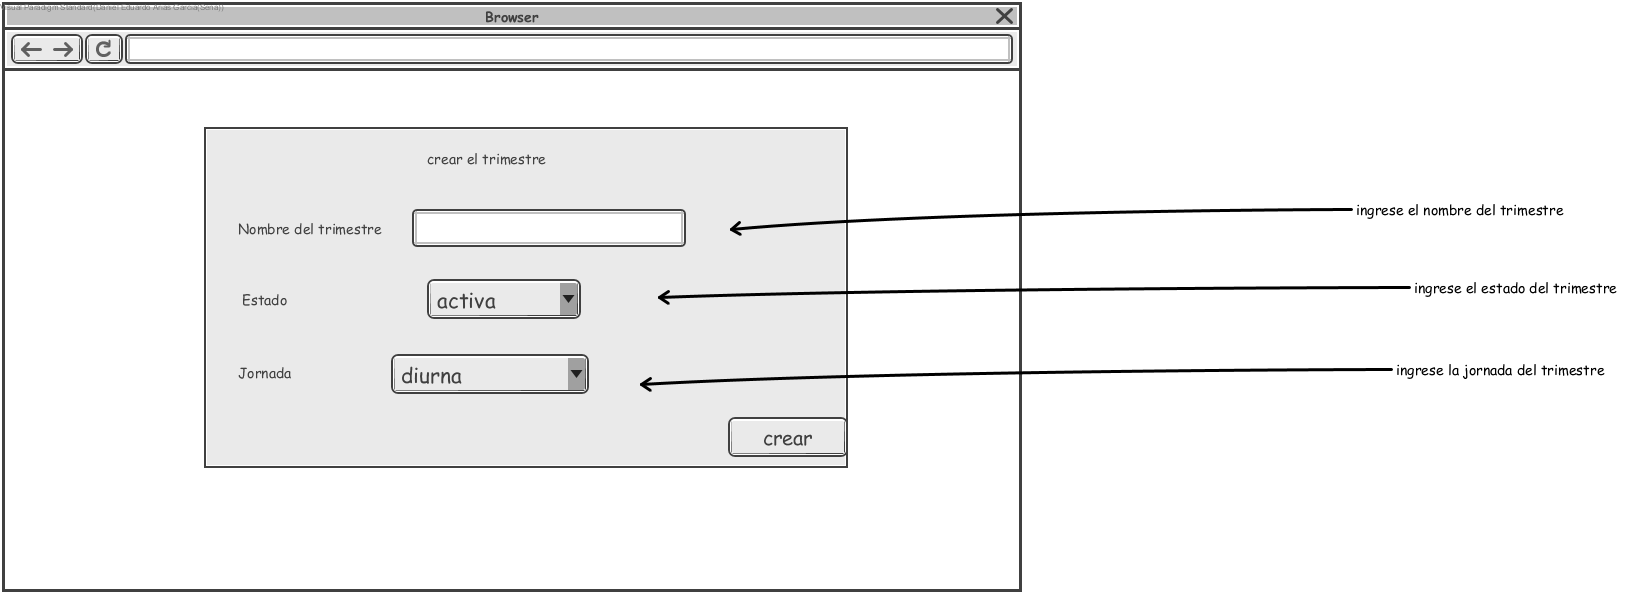 Visual Paradigm Standard(Daniel Eduardo Arias Garcia(Sena))
Browser
crear el trimestre
Nombre del trimestre
ingrese el nombre del trimestre
Estado
activa
ingrese el estado del trimestre
Jornada
diurna
ingrese la jornada del trimestre
crear